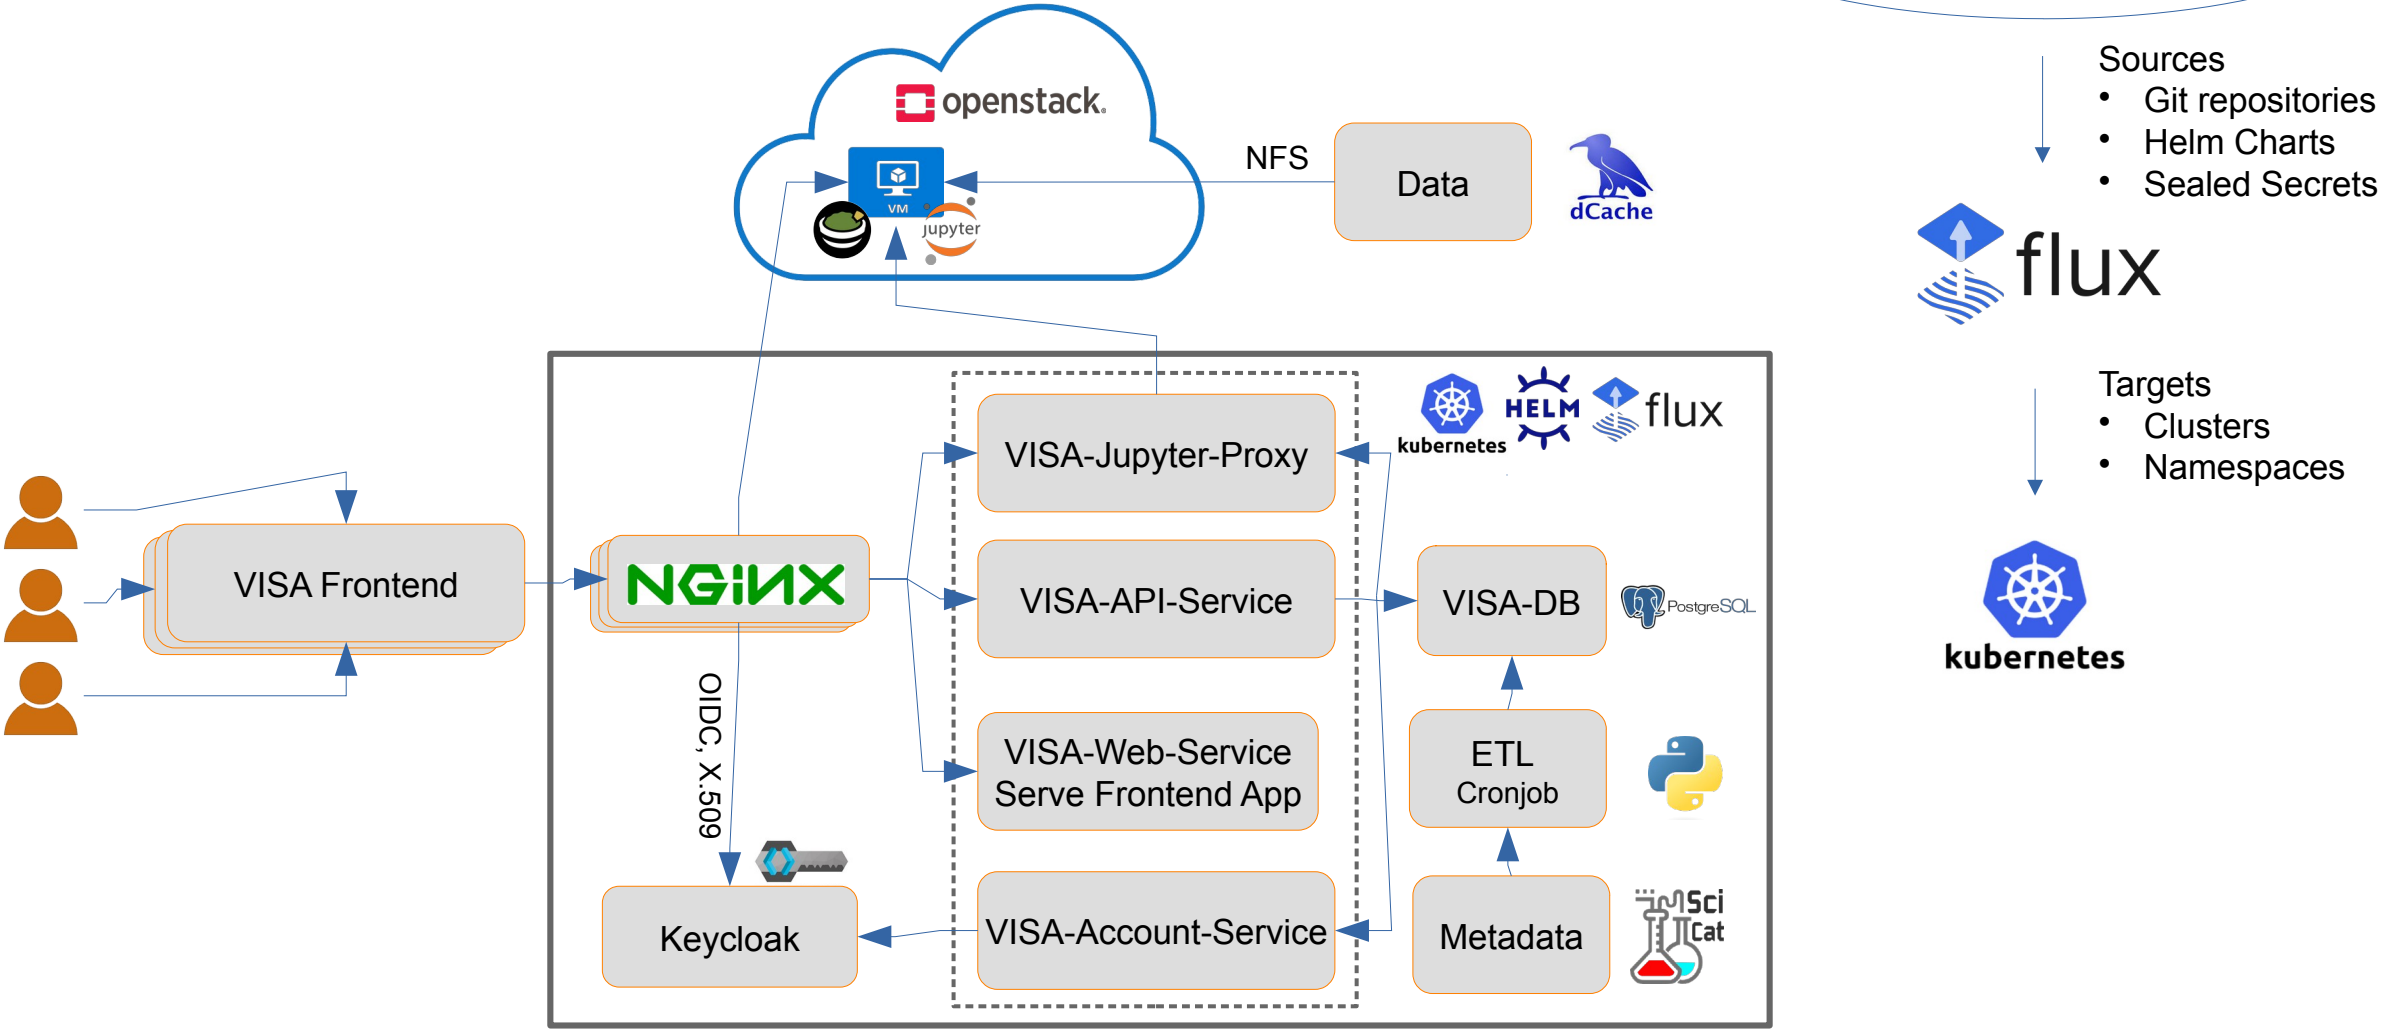 openstack.
VM
jupyter
NFS
Data
dCache
Sources
• Git repositories
• Helm Charts
• Sealed Secrets
flux
Targets
• Clusters
• Namespaces
kubernetes
kubernetes
HELM
flux
VISA Frontend
NGINX
OIDC, X.509
Keycloak
VISA-Jupyter-Proxy
VISA-API-Service
VISA-Web-Service
Serve Frontend App
VISA-Account-Service
VISA-DB
PostgreSQL
ETL
Cronjob
Metadata
Sci
Cat